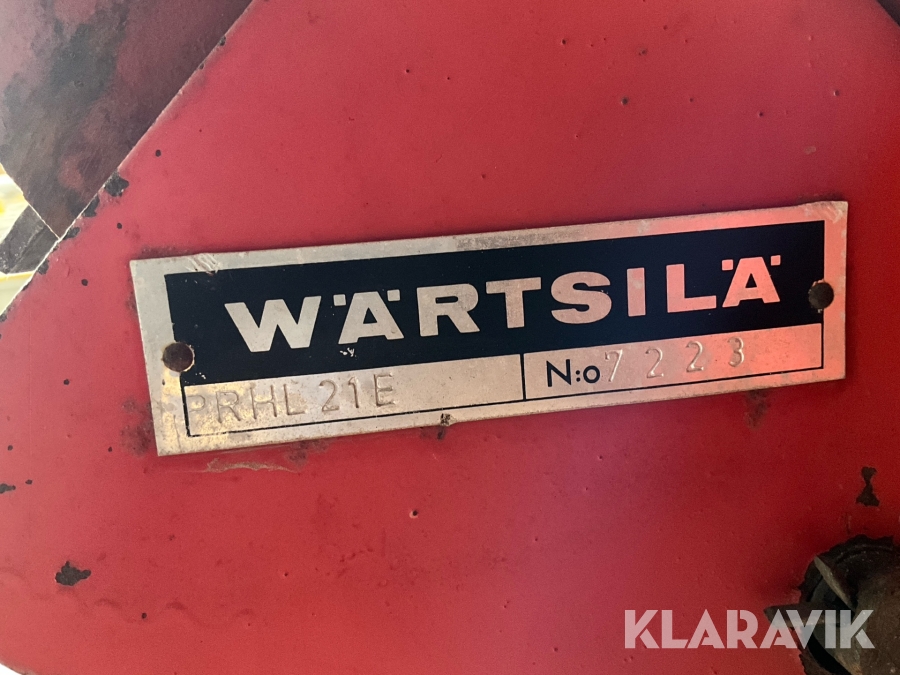 WÄRTSILÄ
PRHL 21E N:o 7223
KLARAVIK